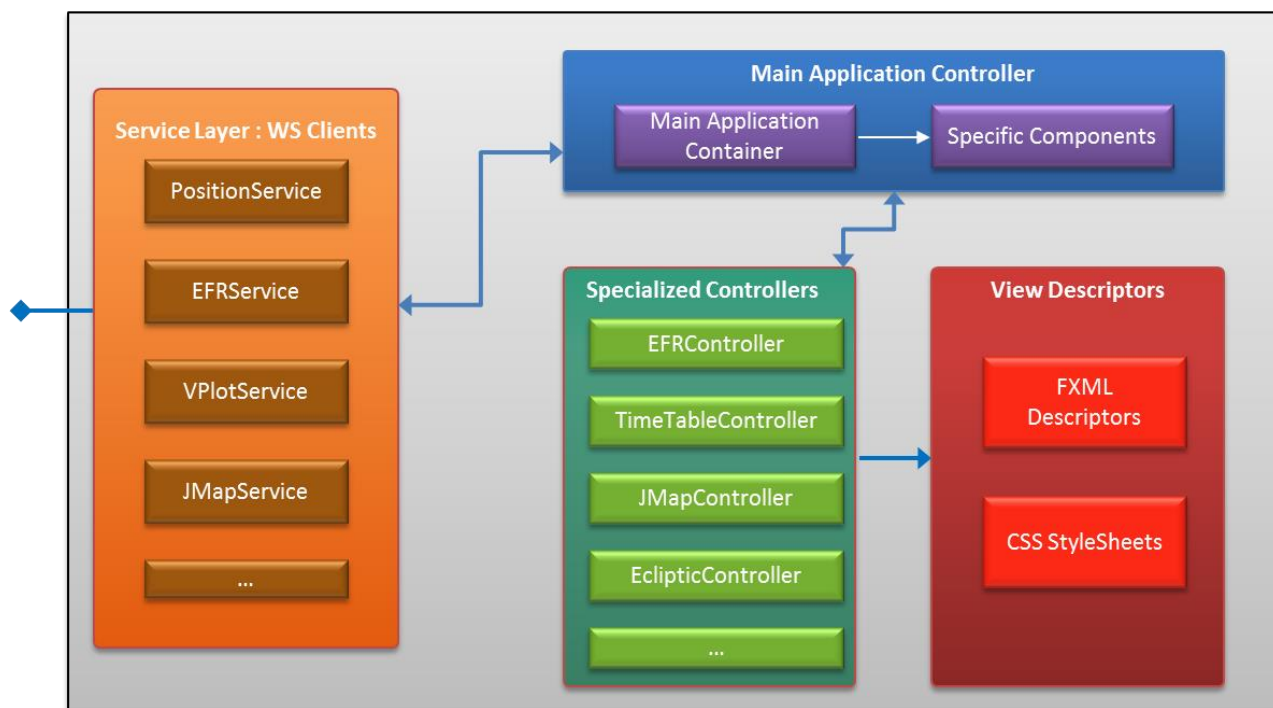 Service Layer : WS Clients
PositionService
EFRService
VPlotService
JMapService
...
Main Application Controller
Main Application
Container
Specific Components
Specialized Controllers
EFRController
TimeTableController
JMapController
EclipticController
...
View Descriptors
FXML
Descriptors
CSS StyleSheets